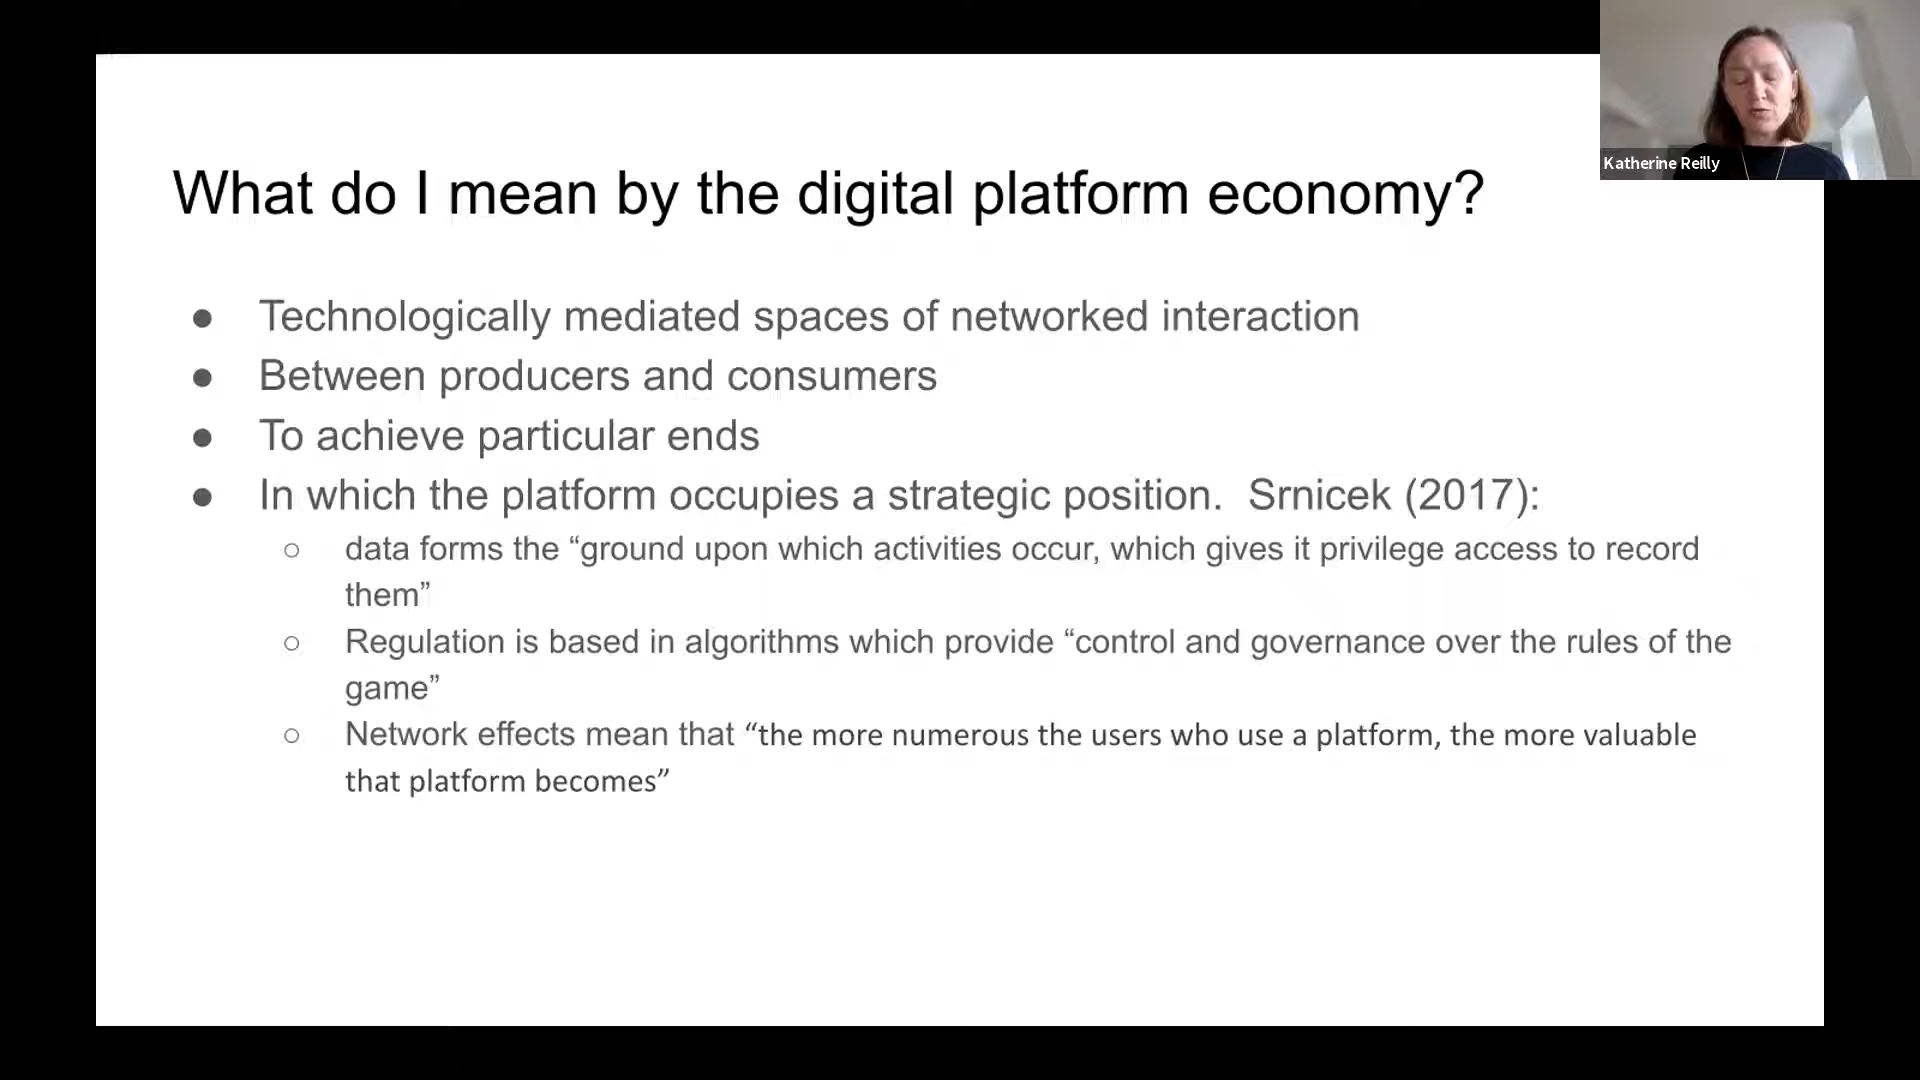 Katherine Reilly
What do I mean by the digital platform economy?
● Technologically mediated spaces of networked interaction
● Between producers and consumers
● To achieve particular ends
● In which the platform occupies a strategic position.  Srnicek (2017):
○ data forms the “ground upon which activities occur, which gives it privilege access to record
them”
○ Regulation is based in algorithms which provide “control and governance over the rules of the
game”
○ Network effects mean that “the more numerous the users who use a platform, the more valuable
that platform becomes”